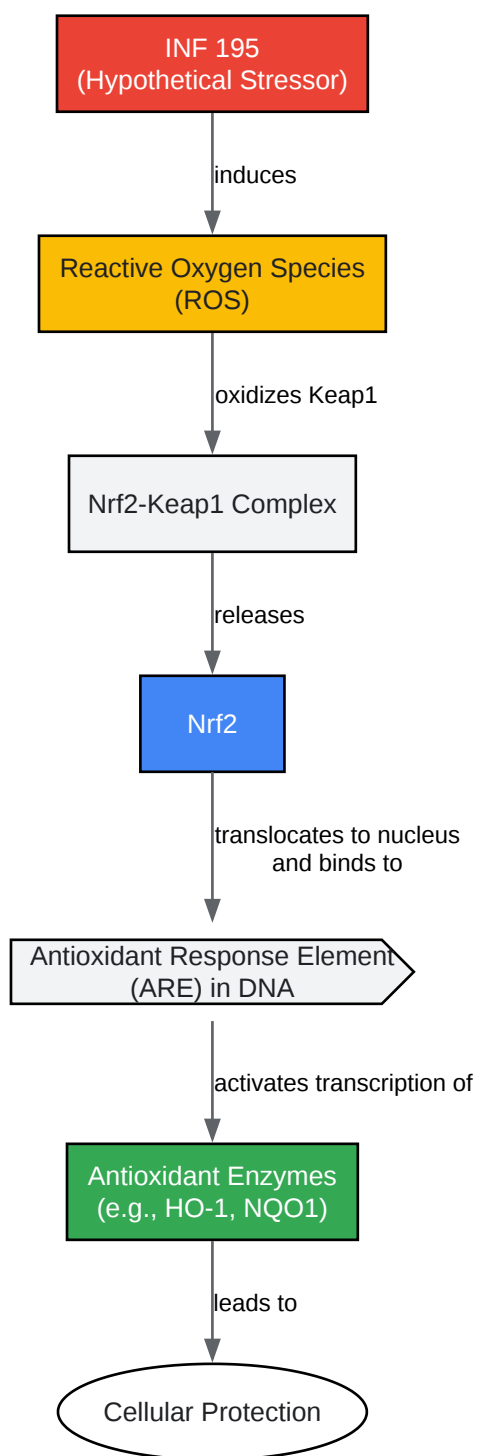 INF 195
(Hypothetical Stressor)
induces
Reactive Oxygen Species
(ROS)
oxidizes Keap1
Nrf2-Keap1 Complex
releases
Nrf2
translocates to nucleus
and binds to
Antioxidant Response Element
(ARE) in DNA
activates transcription of
Antioxidant Enzymes
(e.g., HO-1, NQO1)
leads to
Cellular Protection